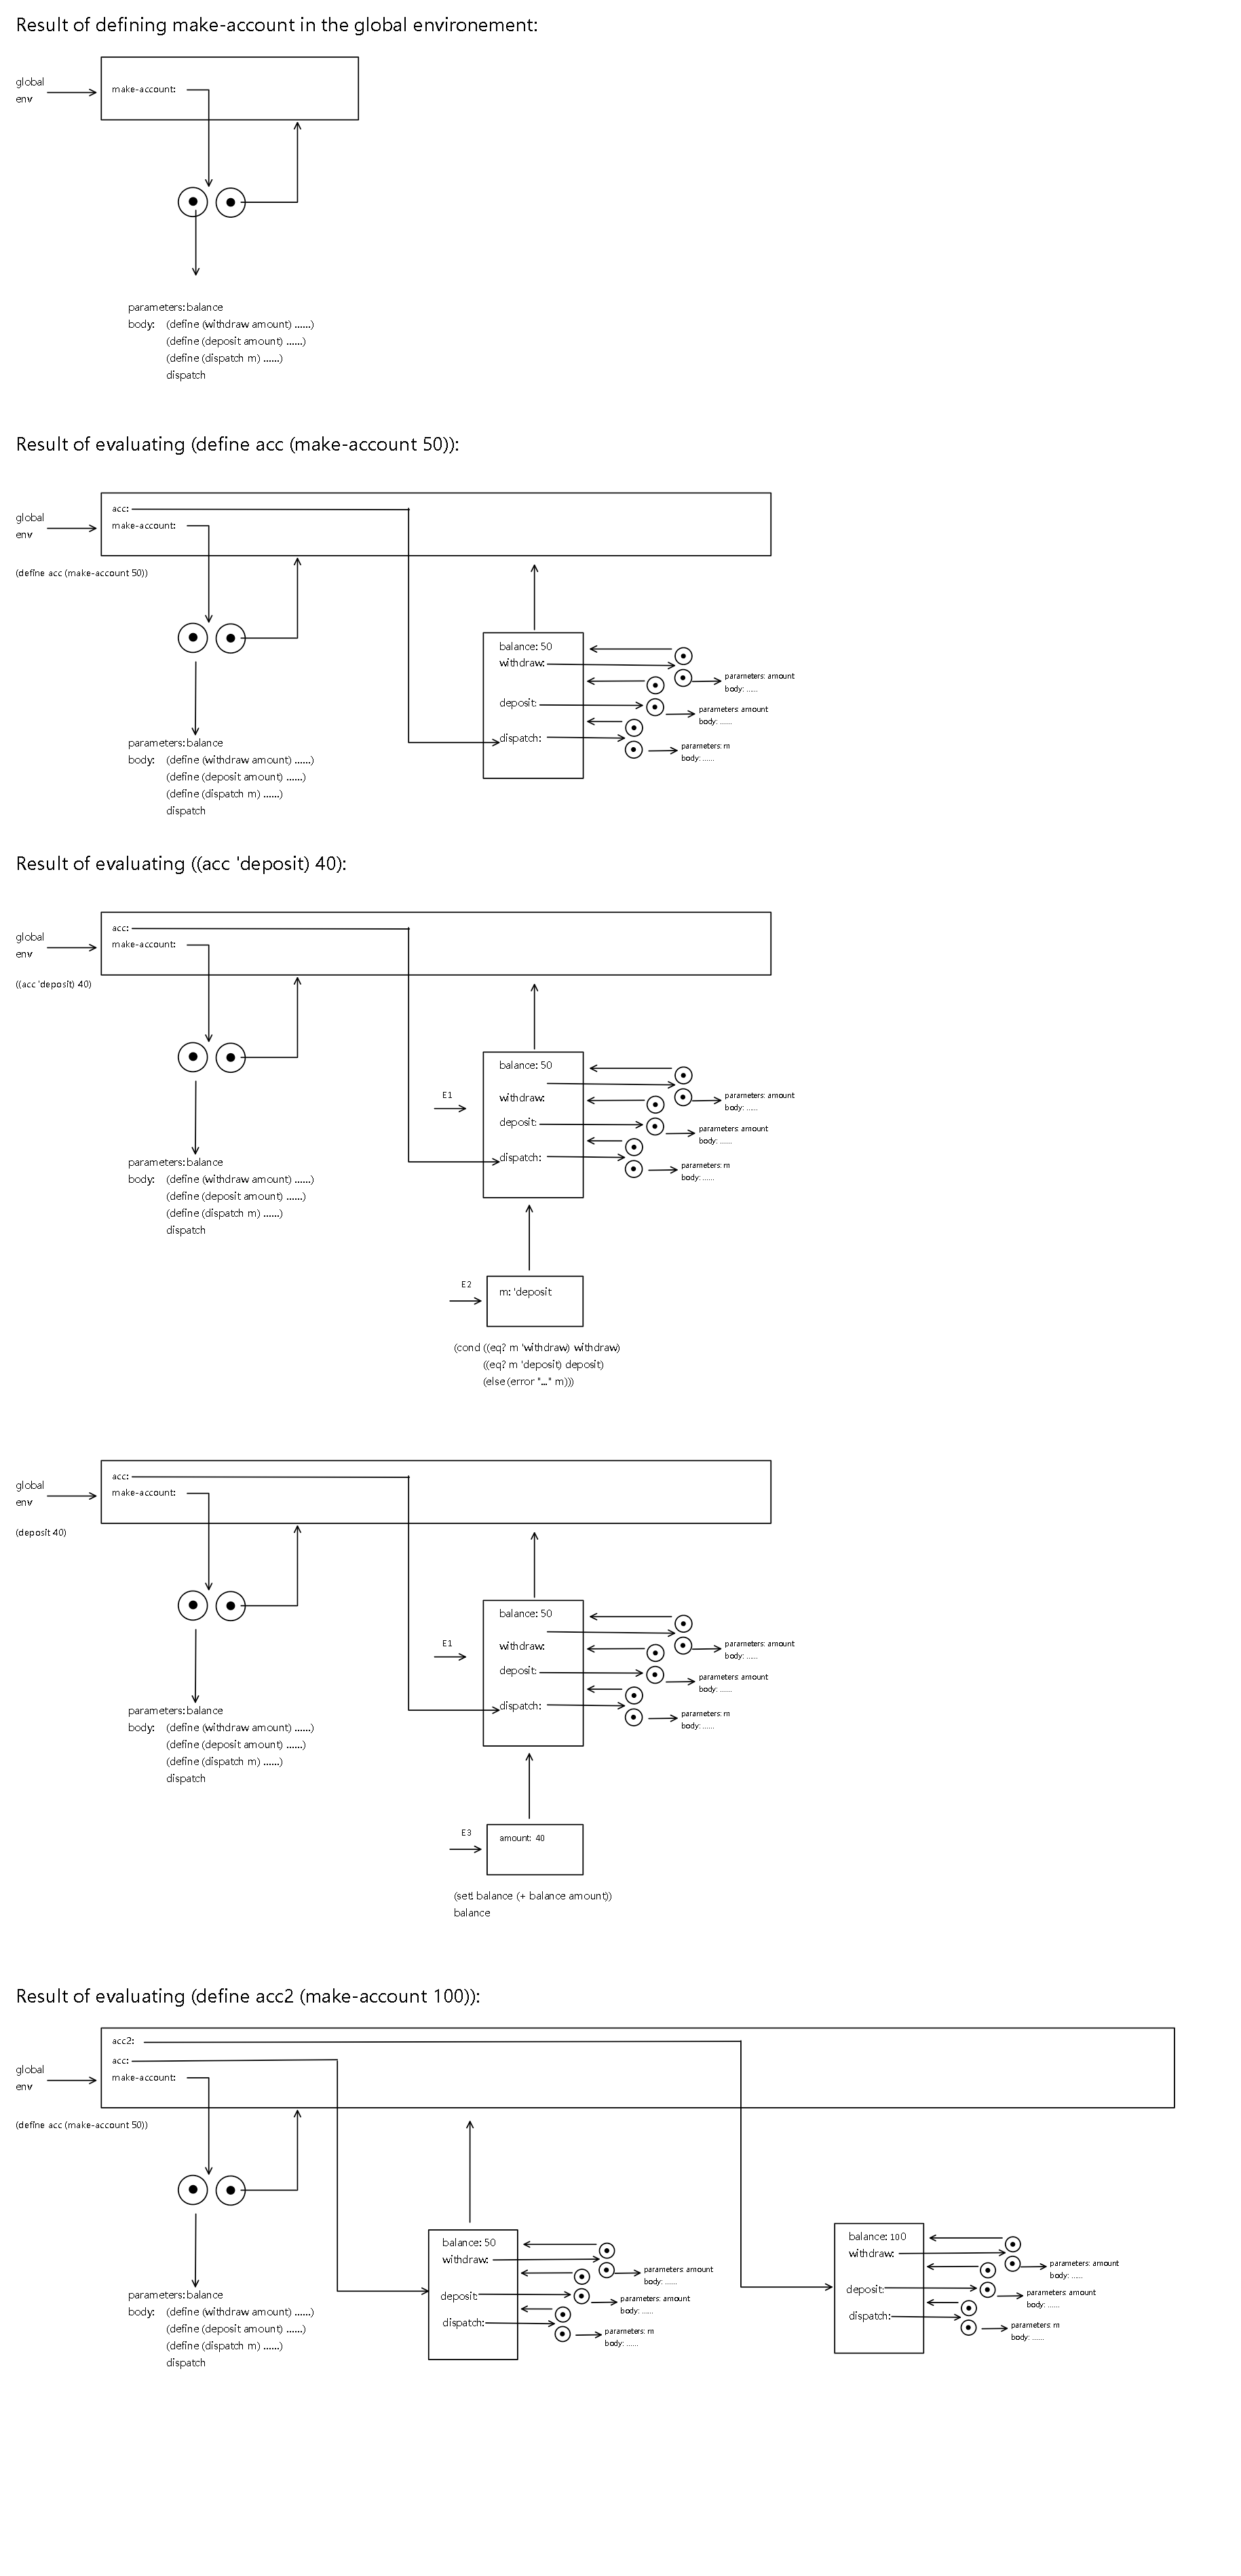 Result of defining make-account in the global environement:
global
env
make-account:
parameters: balance
body: (define (withdraw amount) ......)
(define (deposit amount) ......)
(define (dispatch m) ......)
dispatch
Result of evaluating (define acc (make-account 50)):
global
env
acc:
make-account:
(define acc (make-account 50))
balance: 50
withdraw:
deposit:
dispatch:
parameters: amount
body: ......
parameters: amount
body: ......
parameters: m
body: ......
parameters: balance
body: (define (withdraw amount) ......)
(define (deposit amount) ......)
(define (dispatch m) ......)
dispatch
Result of evaluating ((acc 'deposit) 40):
global
env
acc:
make-account:
((acc 'deposit) 40)
E1
balance: 50
withdraw:
deposit:
dispatch:
parameters: amount
body: ......
parameters: amount
body: ......
parameters: m
body: ......
parameters: balance
body: (define (withdraw amount) ......)
(define (deposit amount) ......)
(define (dispatch m) ......)
dispatch
E2
m: 'deposit
(cond ((eq? m 'withdraw) withdraw)
((eq? m 'deposit) deposit)
(else (error "..." m)))
global
env
acc:
make-account:
(deposit 40)
E1
balance: 50
withdraw:
deposit:
dispatch:
parameters: amount
body: ......
parameters: amount
body: ......
parameters: m
body: ......
parameters: balance
body: (define (withdraw amount) ......)
(define (deposit amount) ......)
(define (dispatch m) ......)
dispatch
E3
amount: 40
(set! balance (+ balance amount))
balance
Result of evaluating (define acc2 (make-account 100)):
global
env
acc2:
acc:
make-account:
(define acc (make-account 50))
balance: 50
withdraw:
deposit:
dispatch:
parameters: amount
body: ......
parameters: amount
body: ......
parameters: m
body: ......
balance: 100
withdraw:
deposit:
dispatch:
parameters: amount
body: ......
parameters: amount
body: ......
parameters: m
body: ......
parameters: balance
body: (define (withdraw amount) ......)
(define (deposit amount) ......)
(define (dispatch m) ......)
dispatch